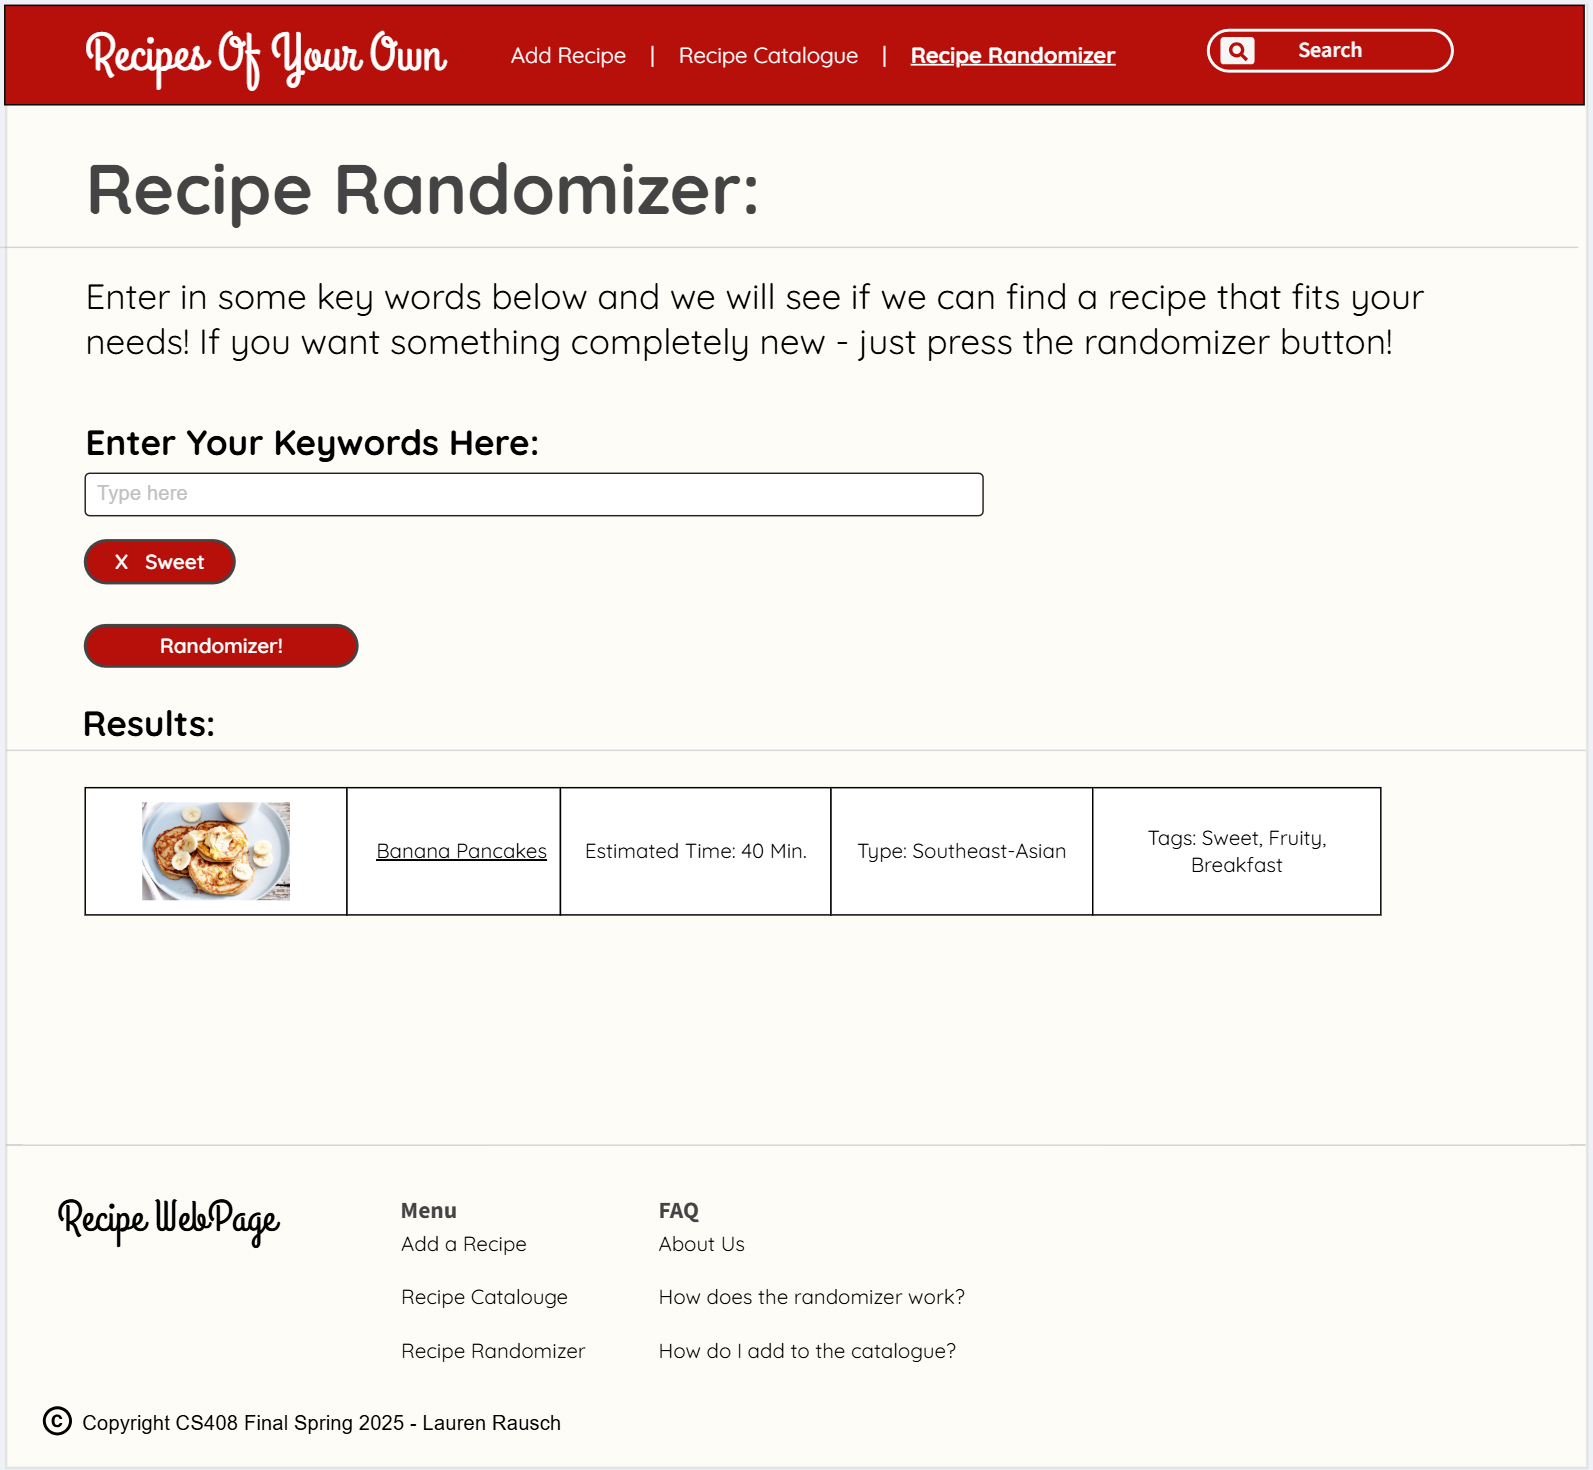 Recipes Of Your Own
Add Recipe | Recipe Catalogue | Recipe Randomizer
Search
Recipe Randomizer:
Enter in some key words below and we will see if we can find a recipe that fits your
needs! If you want something completely new - just press the randomizer button!
Enter Your Keywords Here:
Type here
X Sweet
Randomizer!
Results:
Banana Pancakes
Estimated Time: 40 Min.
Type: Southeast-Asian
Tags: Sweet, Fruity,
Breakfast
Recipe WebPage
Menu
Add a Recipe
Recipe Catalouge
Recipe Randomizer
FAQ
About Us
How does the randomizer work?
How do I add to the catalogue?
© Copyright CS408 Final Spring 2025 - Lauren Rausch